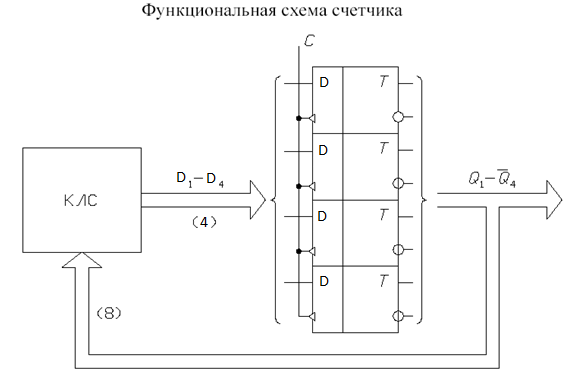 Функциональная схема счетчика
C
D T
D T
D T
D T
КЛС
D1–D4
(4)
Q1–Q̅4
(8)